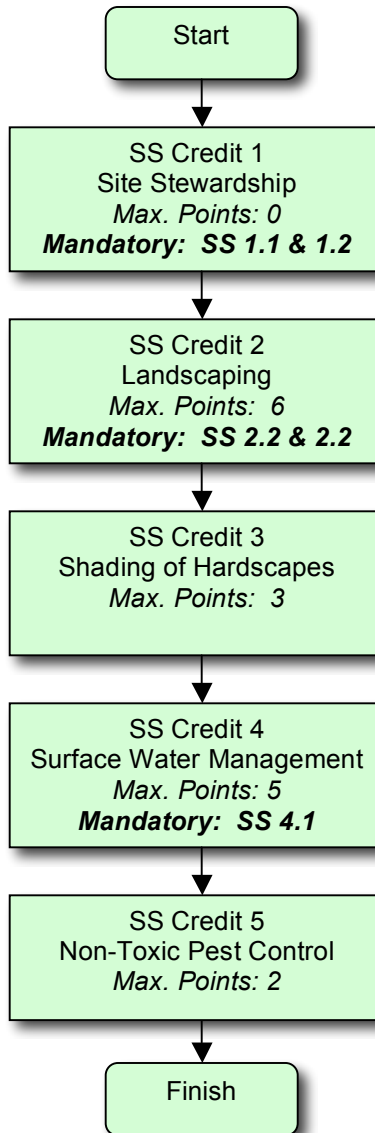 Start
SS Credit 1
Site Stewardship
Max. Points: 0
Mandatory: SS 1.1 & 1.2
SS Credit 2
Landscaping
Max. Points: 6
Mandatory: SS 2.2 & 2.2
SS Credit 3
Shading of Hardscapes
Max. Points: 3
SS Credit 4
Surface Water Management
Max. Points: 5
Mandatory: SS 4.1
SS Credit 5
Non-Toxic Pest Control
Max. Points: 2
Finish